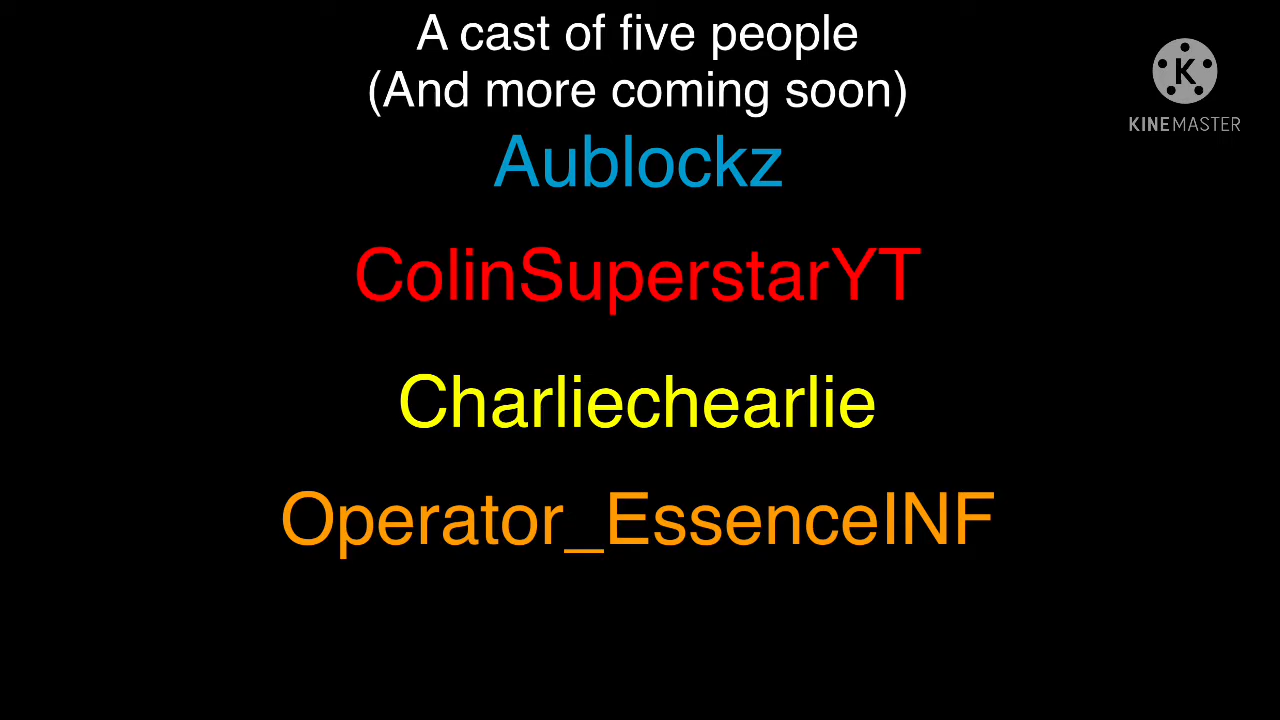 A cast of five people
(And more coming soon)
K
KINEMASTER
Aublockz
ColinSuperstarYT
Charliechearlie
Operator_EssenceINF